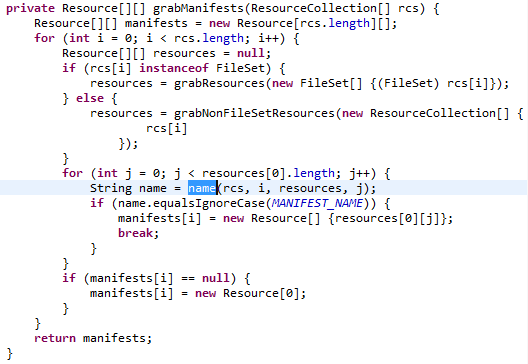 private Resource[][] grabManifests(ResourceCollection[] rcs) {
    Resource[][] manifests = new Resource[rcs.length][];
    for (int i = 0; i < rcs.length; i++) {
        Resource[][] resources = null;
        if (rcs[i] instanceof FileSet) {
            resources = grabResources(new FileSet[] {(FileSet) rcs[i]});
        } else {
            resources = grabNonFileSetResources(new ResourceCollection[] {
                    rcs[i]
                });
        }
        for (int j = 0; j < resources[0].length; j++) {
            String name = name(rcs, i, resources, j);
            if (name.equalsIgnoreCase(MANIFEST_NAME)) {
                manifests[i] = new Resource[] {resources[0][j]};
                break;
            }
        }
        if (manifests[i] == null) {
            manifests[i] = new Resource[0];
        }
    }
    return manifests;
}